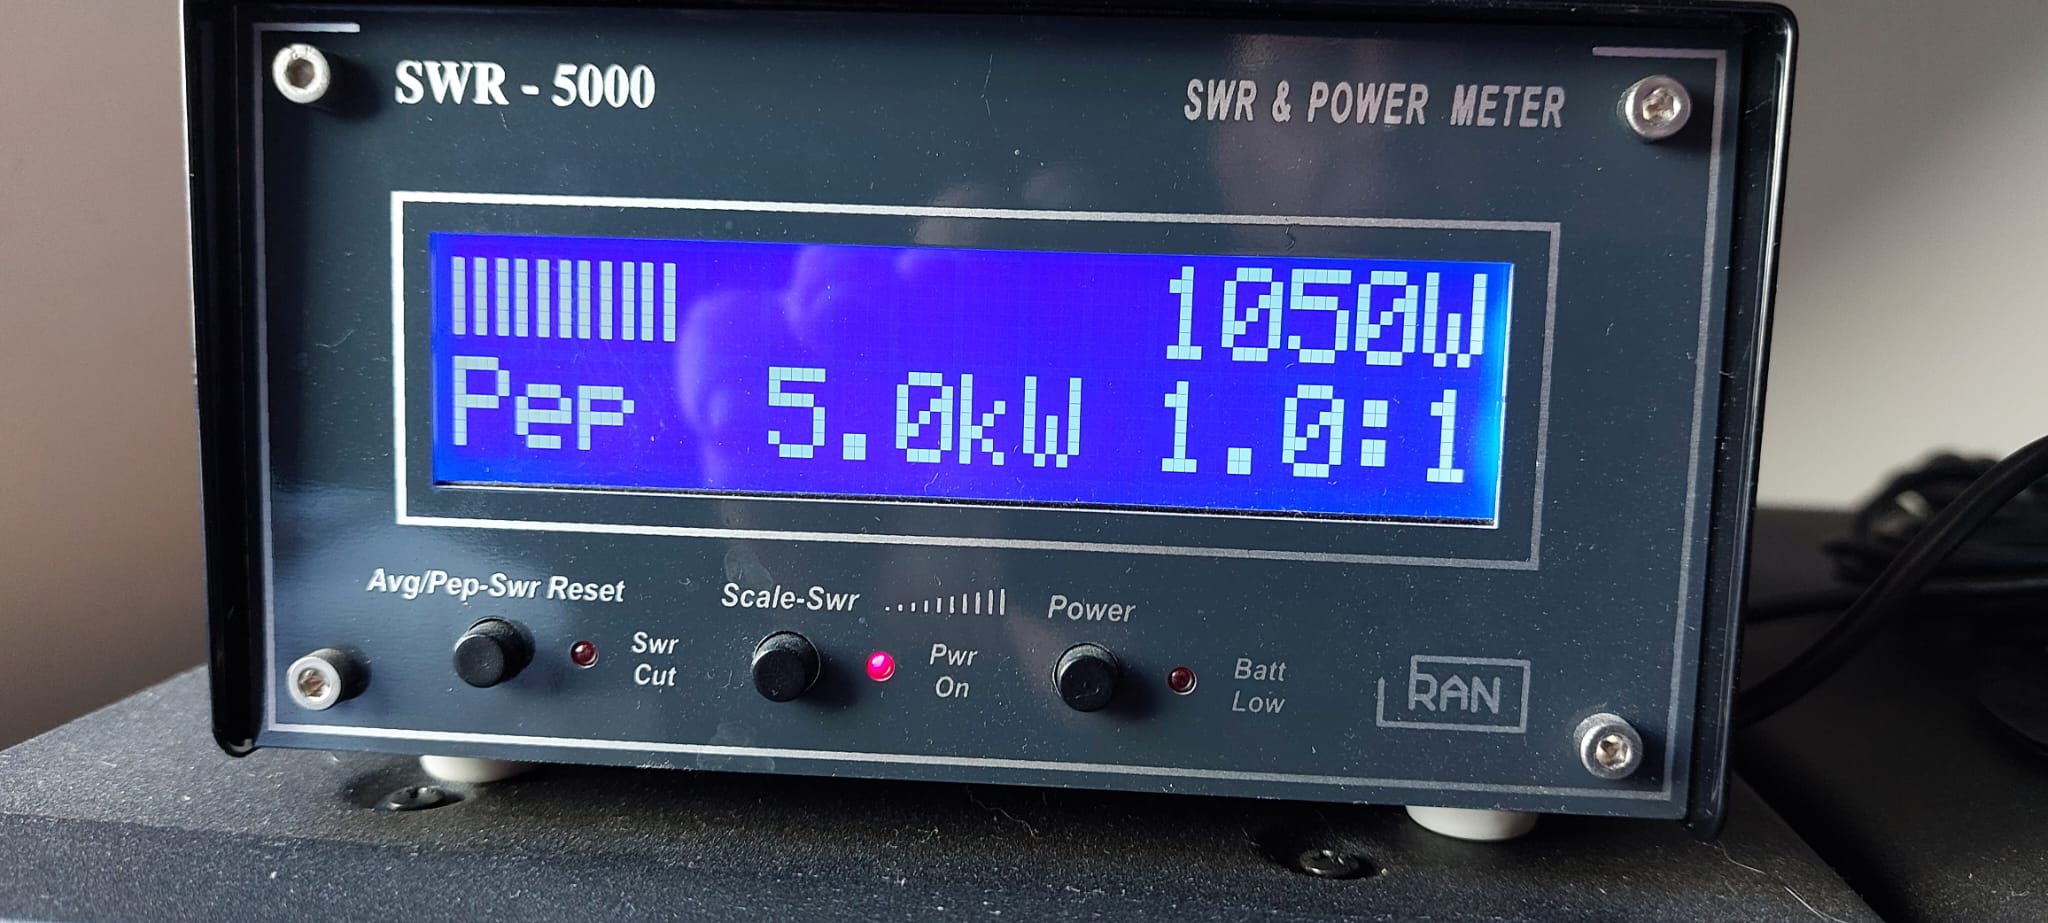 SWR - 5000
SWR & POWER METER
1050W
Pep 5.0kW 1.0:1
Avg/Pep-Swr Reset
Scale-Swr
Power
Swr
Cut
Pwr
On
Batt
Low
RAN